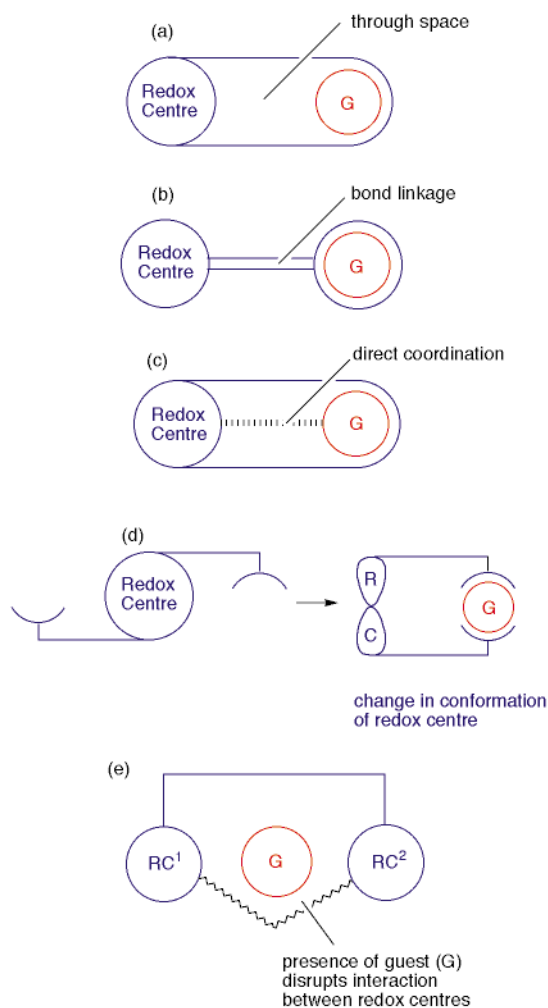 (a)
through space
Redox
Centre
G
(b)
bond linkage
Redox
Centre
G
(c)
direct coordination
Redox
Centre
G
(d)
Redox
Centre
R
C
G
change in conformation
of redox centre
(e)
RC¹
G
RC²
presence of guest (G)
disrupts interaction
between redox centres